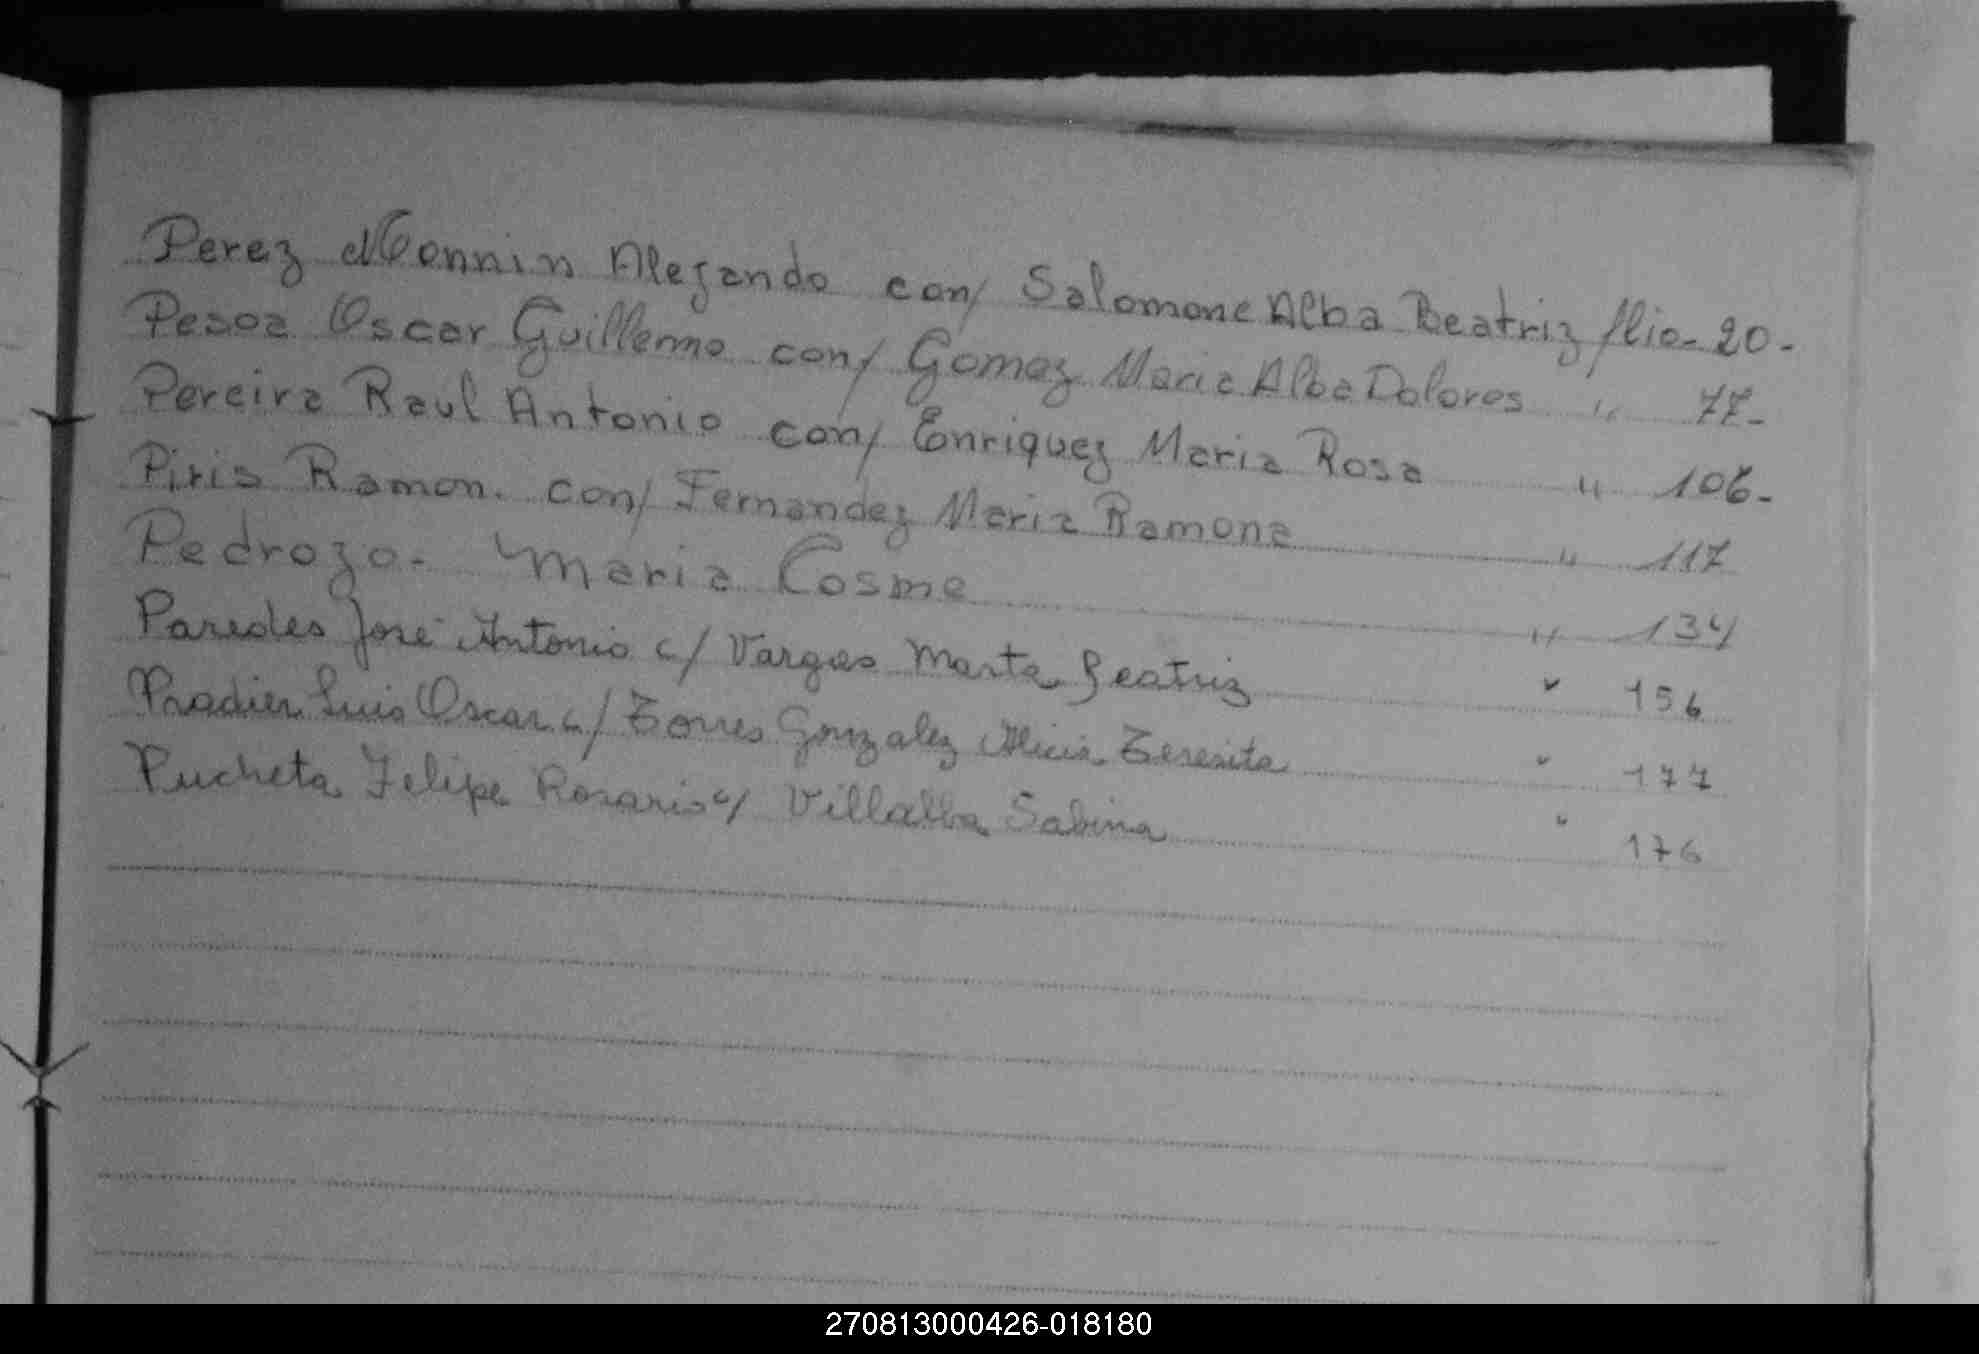 Perez Monnin Alejando con/ Salomone Alba Beatriz flio- 20-
Pesoa Oscar Guillermo con/ Gomez Maria Alba Dolores " 77-
Pereira Raul Antonio con/ Enriquez Maria Rosa " 106-
Piris Ramon. con/ Fernandez Maria Ramona " 117
Pedrozo- Maria Cosme " 134
Paredes José Antonio c/ Vargas Marta Beatriz " 156
Pradier Luis Oscar c/ Torres Gonzalez Alicia Teresita " 177
Pucheta Felipe Rosario c/ Villalba Sabina " 176
270813000426-018180